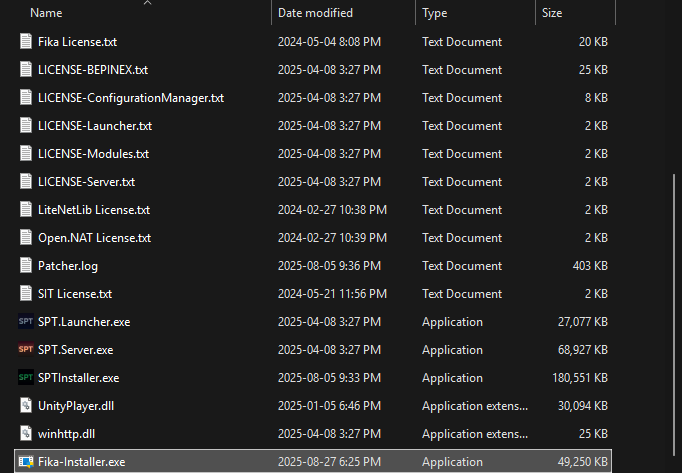 Name Date modified Type Size
Fika License.txt 2024-05-04 8:08 PM Text Document 20 KB
LICENSE-BEPINEX.txt 2025-04-08 3:27 PM Text Document 25 KB
LICENSE-ConfigurationManager.txt 2025-04-08 3:27 PM Text Document 8 KB
LICENSE-Launcher.txt 2025-04-08 3:27 PM Text Document 2 KB
LICENSE-Modules.txt 2025-04-08 3:27 PM Text Document 2 KB
LICENSE-Server.txt 2025-04-08 3:27 PM Text Document 2 KB
LiteNetLib License.txt 2024-02-27 10:38 PM Text Document 2 KB
Open.NAT License.txt 2024-02-27 10:39 PM Text Document 2 KB
Patcher.log 2025-08-05 9:36 PM Text Document 403 KB
SIT License.txt 2024-05-21 11:56 PM Text Document 2 KB
SPT SPT.Launcher.exe 2025-04-08 3:27 PM Application 27,077 KB
SPT SPT.Server.exe 2025-04-08 3:27 PM Application 68,927 KB
SPT SPTInstaller.exe 2025-08-05 9:33 PM Application 180,551 KB
UnityPlayer.dll 2025-01-05 6:46 PM Application extens... 30,094 KB
winhttp.dll 2025-04-08 3:27 PM Application extens... 25 KB
Fika-Installer.exe 2025-08-27 6:25 PM Application 49,250 KB